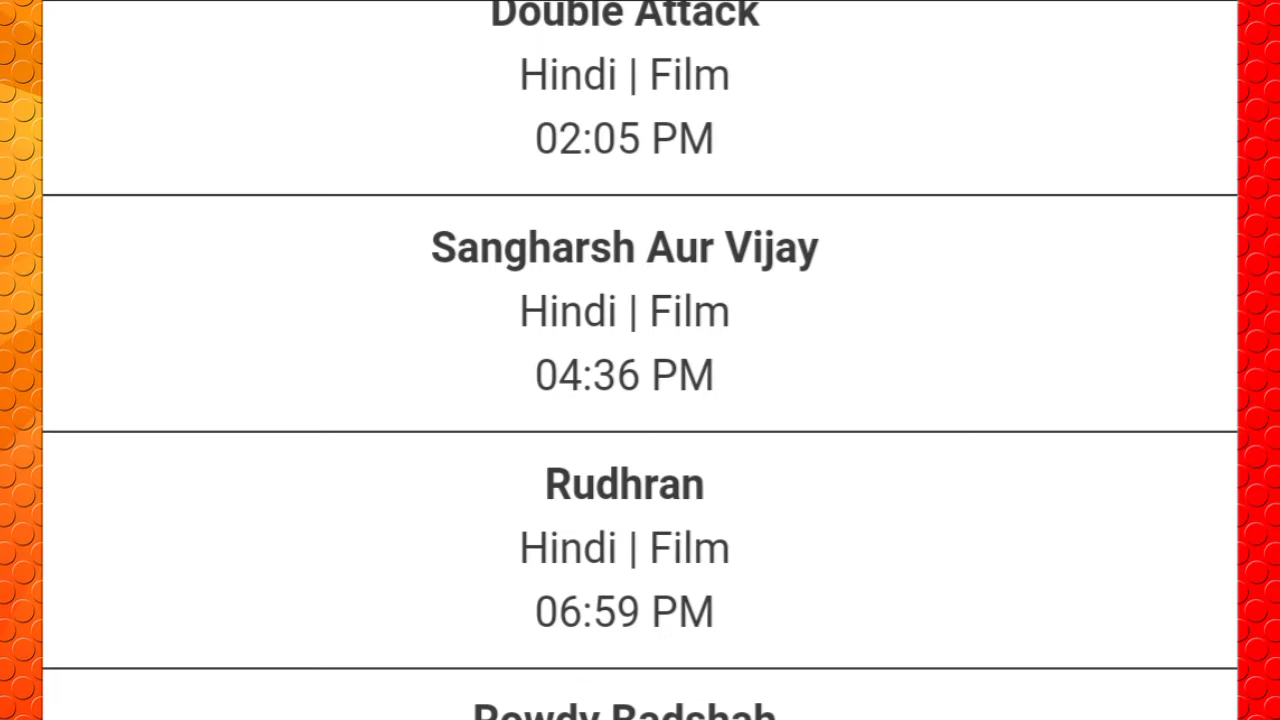 Double Attack
Hindi | Film
02:05 PM
Sangharsh Aur Vijay
Hindi | Film
04:36 PM
Rudhran
Hindi | Film
06:59 PM
Rowdy Badshah